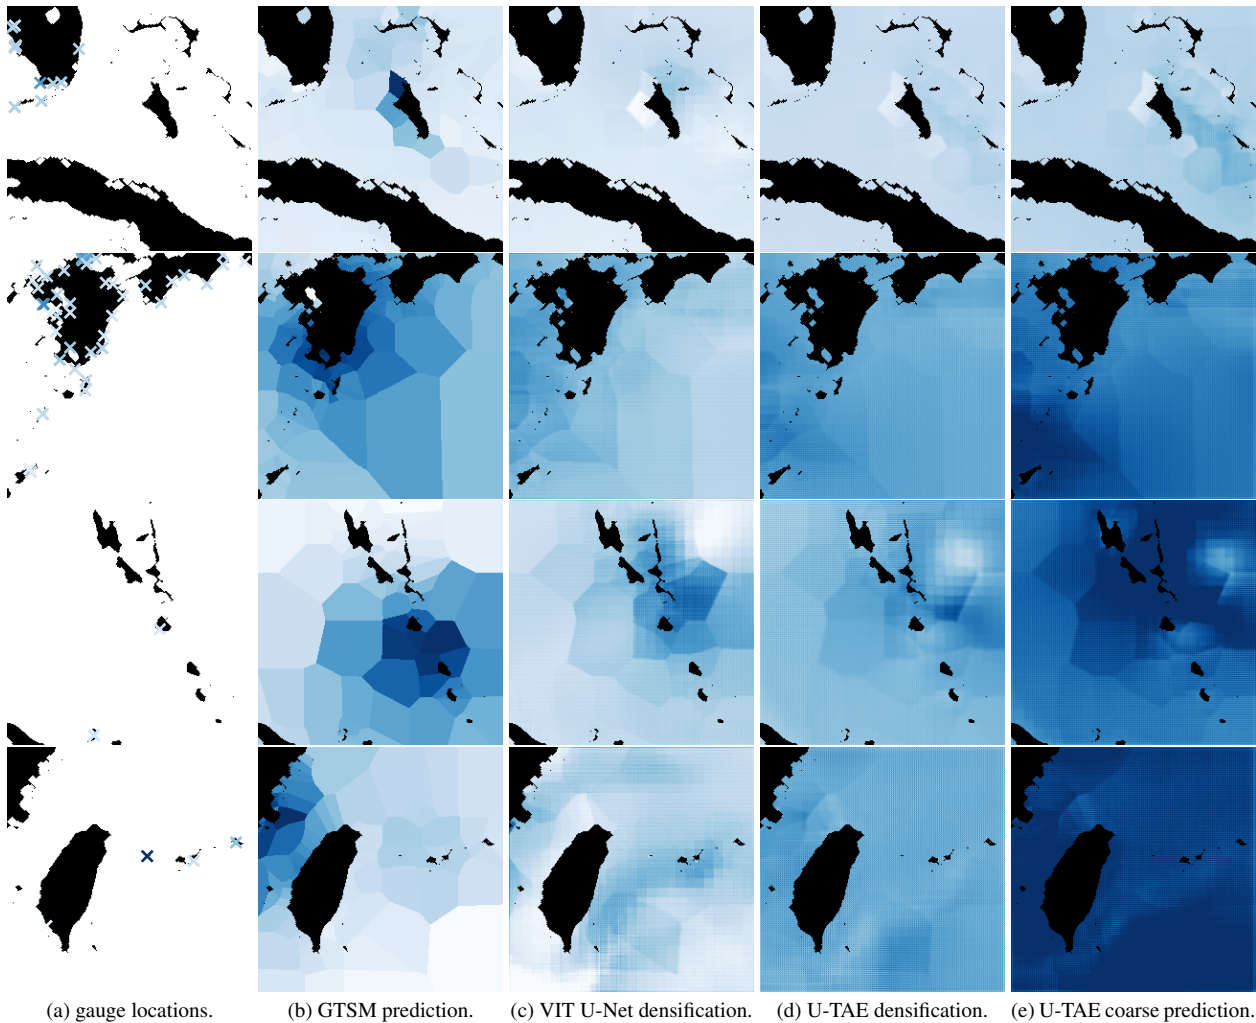 (a) gauge locations. (b) GTSM prediction. (c) VIT U-Net densification. (d) U-TAE densification. (e) U-TAE coarse prediction.